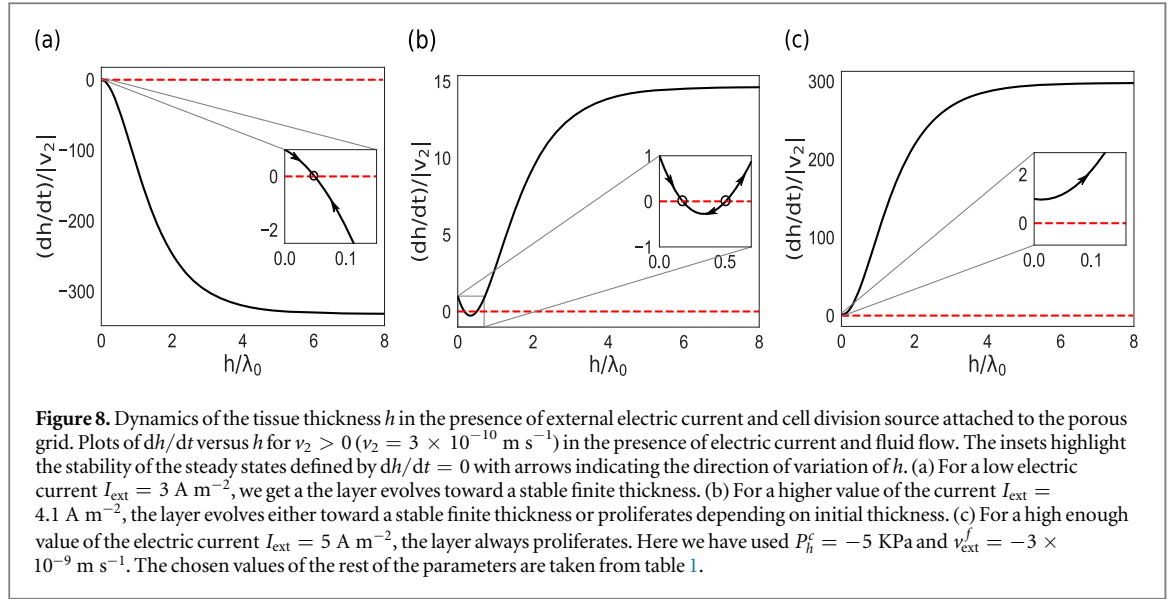 (a)
(b)
(c)
0
−100
−200
−300
(dh/dt)/|v₂|
0
−2
0.0
0.1
0
2
4
6
8
h/λ₀
15
10
5
0
(dh/dt)/|v₂|
1
0
−1
0.0
0.5
0
2
4
6
8
h/λ₀
300
200
100
0
(dh/dt)/|v₂|
2
0
0.0
0.1
0
2
4
6
8
h/λ₀
Figure 8. Dynamics of the tissue thickness h in the presence of external electric current and cell division source attached to the porous
grid. Plots of dh/dt versus h for v₂ > 0 (v₂ = 3 × 10⁻¹⁰ m s⁻¹) in the presence of electric current and fluid flow. The insets highlight
the stability of the steady states defined by dh/dt = 0 with arrows indicating the direction of variation of h. (a) For a low electric
current I_ext = 3 A m⁻², we get a the layer evolves toward a stable finite thickness. (b) For a higher value of the current I_ext =
4.1 A m⁻², the layer evolves either toward a stable finite thickness or proliferates depending on initial thickness. (c) For a high enough
value of the electric current I_ext = 5 A m⁻², the layer always proliferates. Here we have used P_h^c = −5 KPa and v_ext^f = −3 ×
10⁻⁹ m s⁻¹. The chosen values of the rest of the parameters are taken from table 1.